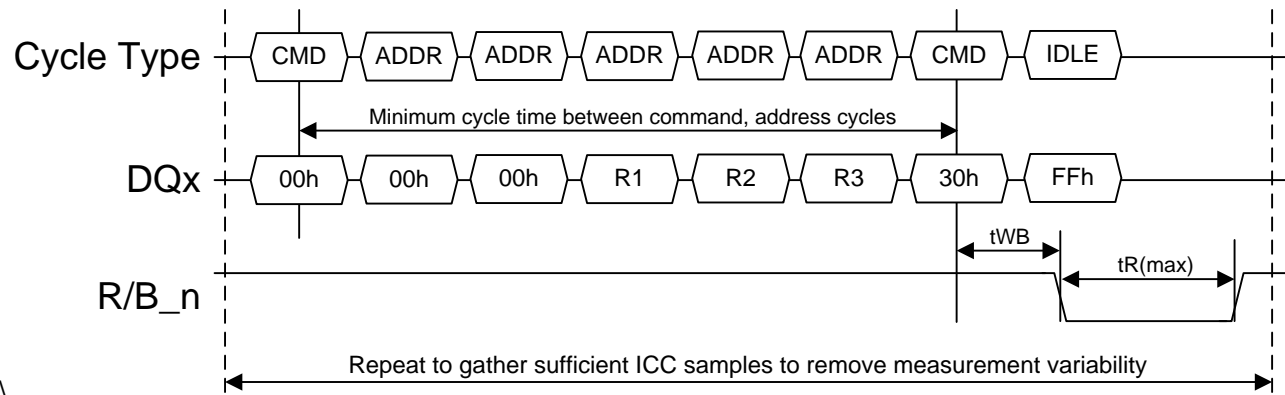 Cycle Type CMD ADDR ADDR ADDR ADDR ADDR CMD IDLE
Minimum cycle time between command, address cycles
DQx 00h 00h 00h R1 R2 R3 30h FFh
tWB
tR(max)
R/B_n
Repeat to gather sufficient ICC samples to remove measurement variability
\